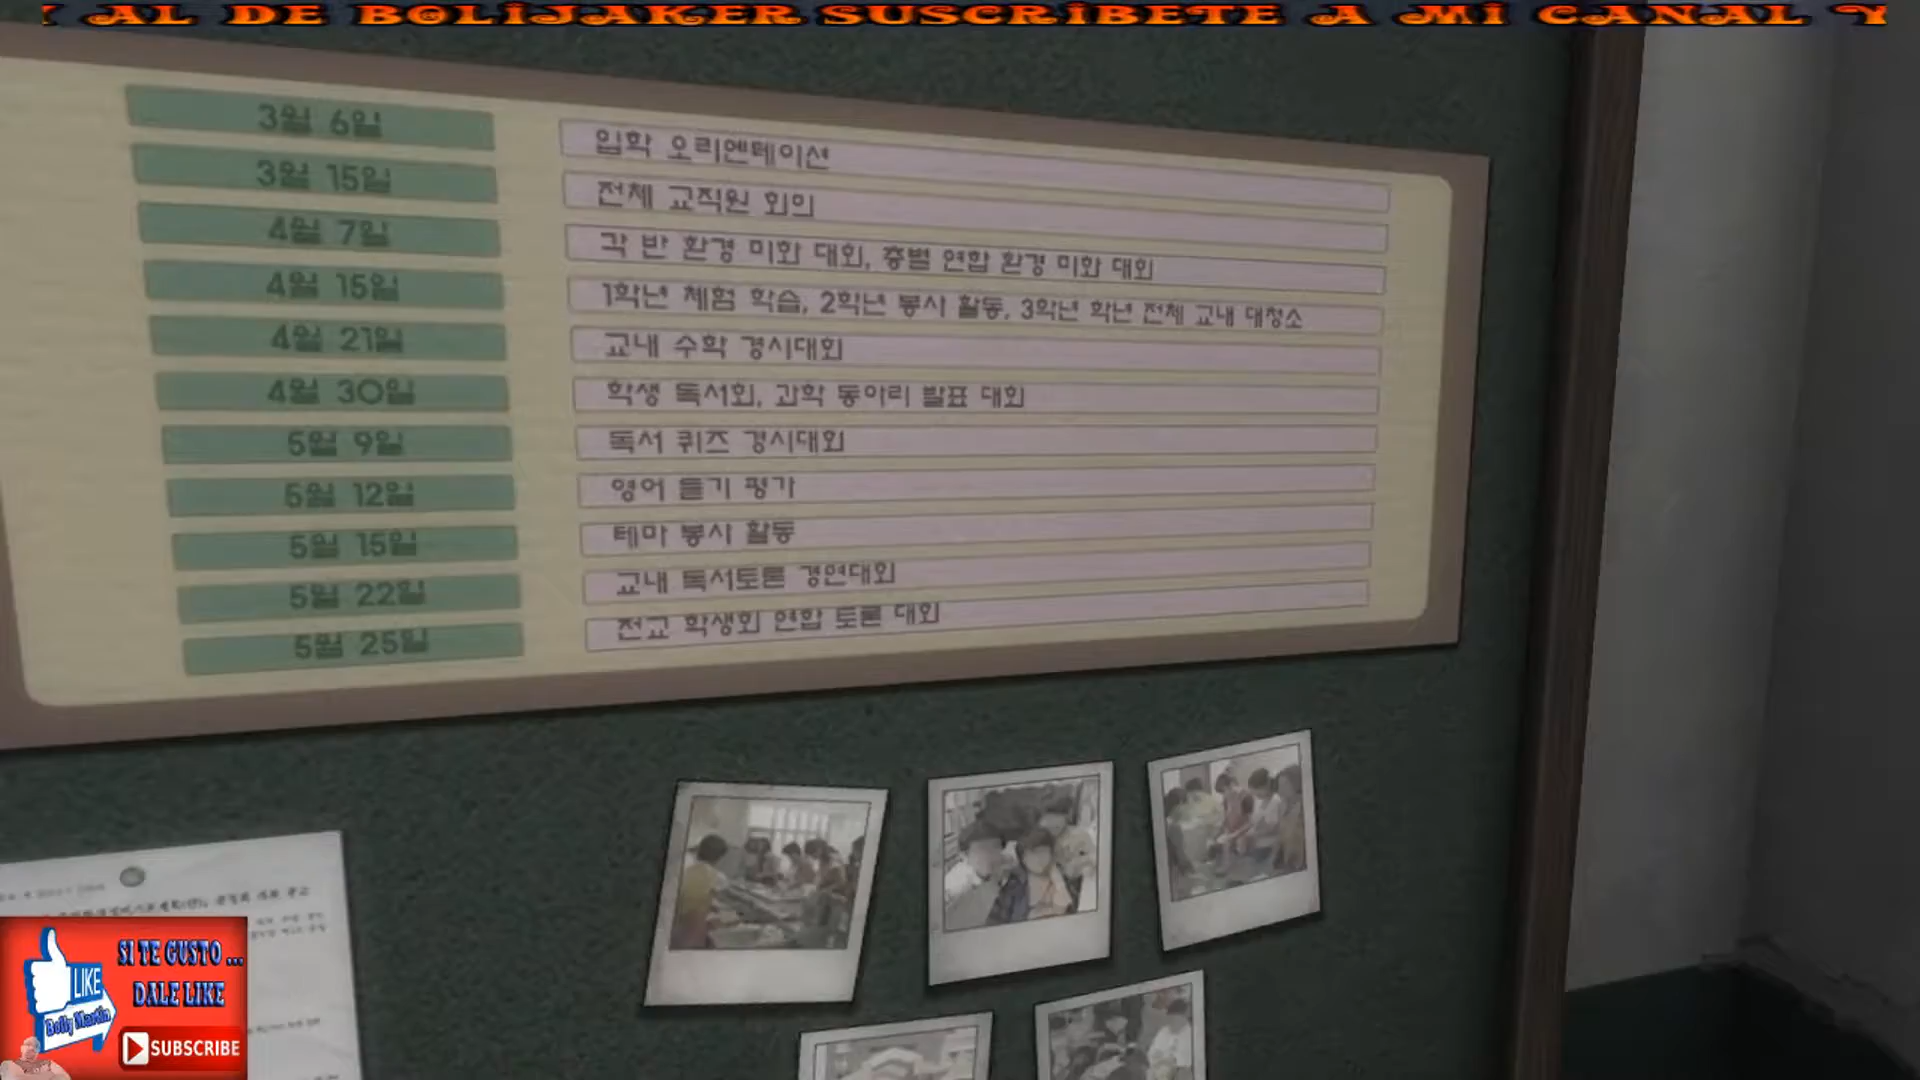 AL DE BOLIJAKER SUSCRIBETE A MI CANAL Y
3월 6일 입학 오리엔테이션
3월 15일 전체 교직원 회의
4월 7일 각 반 환경 미화 대회, 층별 연합 환경 미화 대회
4월 15일 1학년 체험 학습, 2학년 봉사 활동, 3학년 학년 전체 교내 대청소
4월 21일 교내 수학 경시대회
4월 30일 학생 독서회, 과학 동아리 발표 대회
5월 9일 독서 퀴즈 경시대회
5월 12일 영어 듣기 평가
5월 15일 테마 봉사 활동
5월 22일 교내 독서토론 경연대회
5월 25일 전교 학생회 연합 토론 대회
SI TE GUSTO ...
DALE LIKE
LIKE
Bolly Martin
SUBSCRIBE